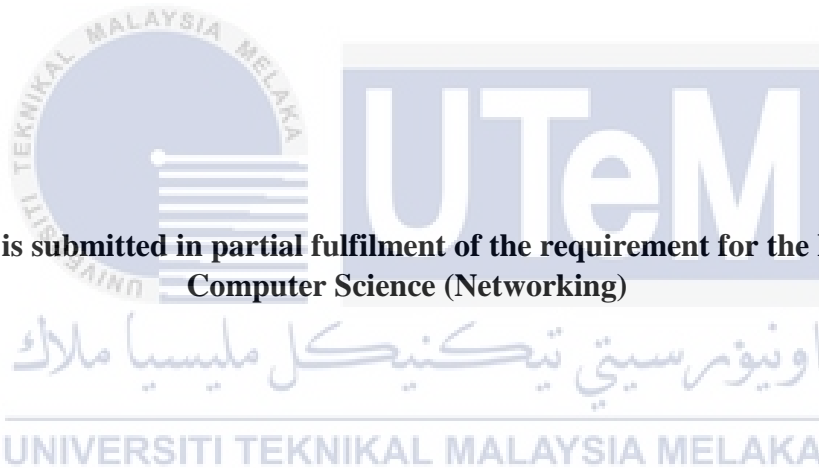 UNIVERSITI TEKNIKAL MALAYSIA MELAKA
UTeM
is submitted in partial fulfilment of the requirement for the
Computer Science (Networking)
اونيۏرسيتي تيكنيكل مليسيا ملاك
UNIVERSITI TEKNIKAL MALAYSIA MELAKA